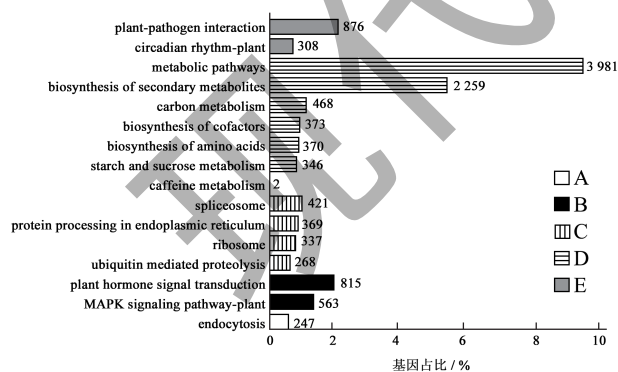 plant-pathogen interaction 876
circadian rhythm-plant 308
metabolic pathways 3 981
biosynthesis of secondary metabolites 2 259
carbon metabolism 468
biosynthesis of cofactors 373
biosynthesis of amino acids 370
starch and sucrose metabolism 346
caffeine metabolism 2
spliceosome 421
protein processing in endoplasmic reticulum 369
ribosome 337
ubiquitin mediated proteolysis 268
plant hormone signal transduction 815
MAPK signaling pathway-plant 563
endocytosis 247
A
B
C
D
E
0 2 4 6 8 10
基因占比 / %